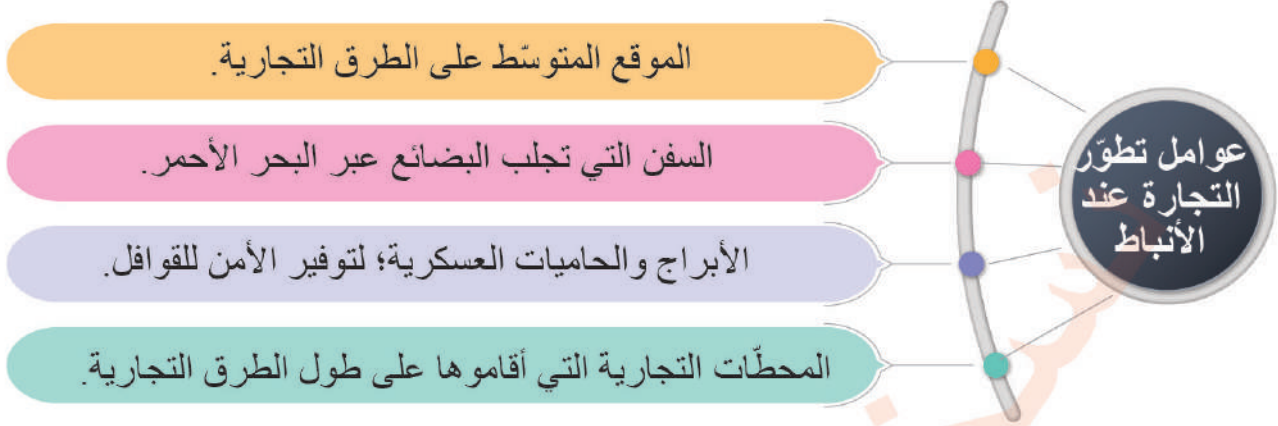 عوامل تطوّر
التجارة عند
الأنباط
الموقع المتوسّط على الطرق التجارية.
السفن التي تجلب البضائع عبر البحر الأحمر.
الأبراج والحاميات العسكرية؛ لتوفير الأمن للقوافل.
المحطّات التجارية التي أقاموها على طول الطرق التجارية.